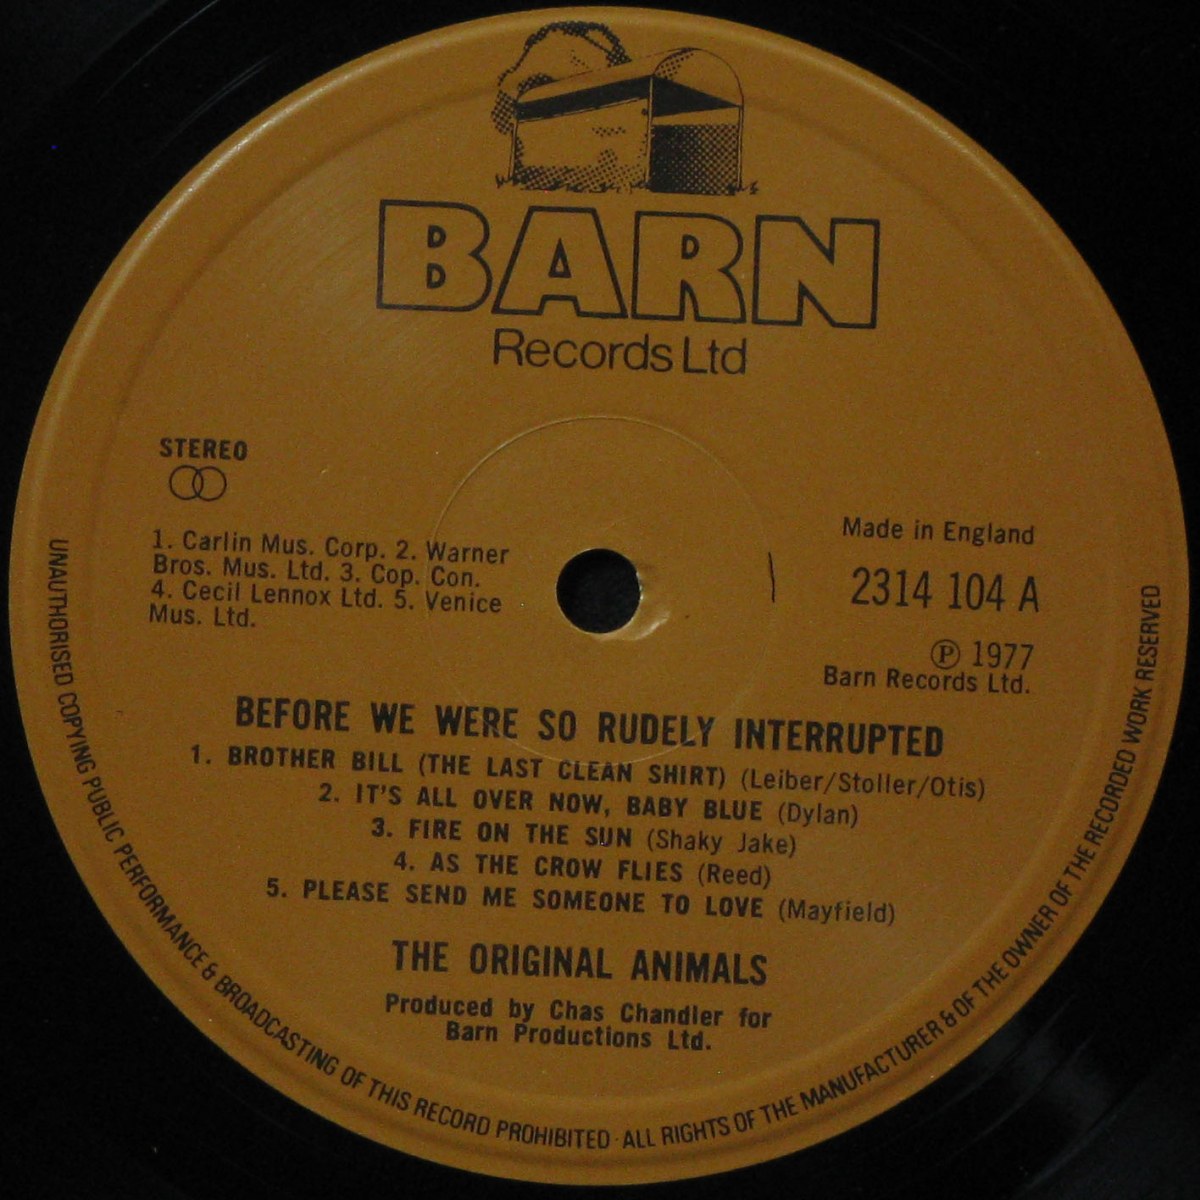 BARN
Records Ltd
STEREO
1. Carlin Mus. Corp. 2. Warner
Bros. Mus. Ltd. 3. Cop. Con.
4. Cecil Lennox Ltd. 5. Venice
Mus. Ltd.
Made in England
2314 104 A
Ⓟ 1977
Barn Records Ltd.
BEFORE WE WERE SO RUDELY INTERRUPTED
1. BROTHER BILL (THE LAST CLEAN SHIRT) (Leiber/Stoller/Otis)
2. IT'S ALL OVER NOW, BABY BLUE (Dylan)
3. FIRE ON THE SUN (Shaky Jake)
4. AS THE CROW FLIES (Reed)
5. PLEASE SEND ME SOMEONE TO LOVE (Mayfield)
THE ORIGINAL ANIMALS
Produced by Chas Chandler for
Barn Productions Ltd.
UNAUTHORISED COPYING PUBLIC PERFORMANCE & BROADCASTING OF THIS RECORD PROHIBITED · ALL RIGHTS OF THE MANUFACTURER & OF THE OWNER OF THE RECORDED WORK RESERVED